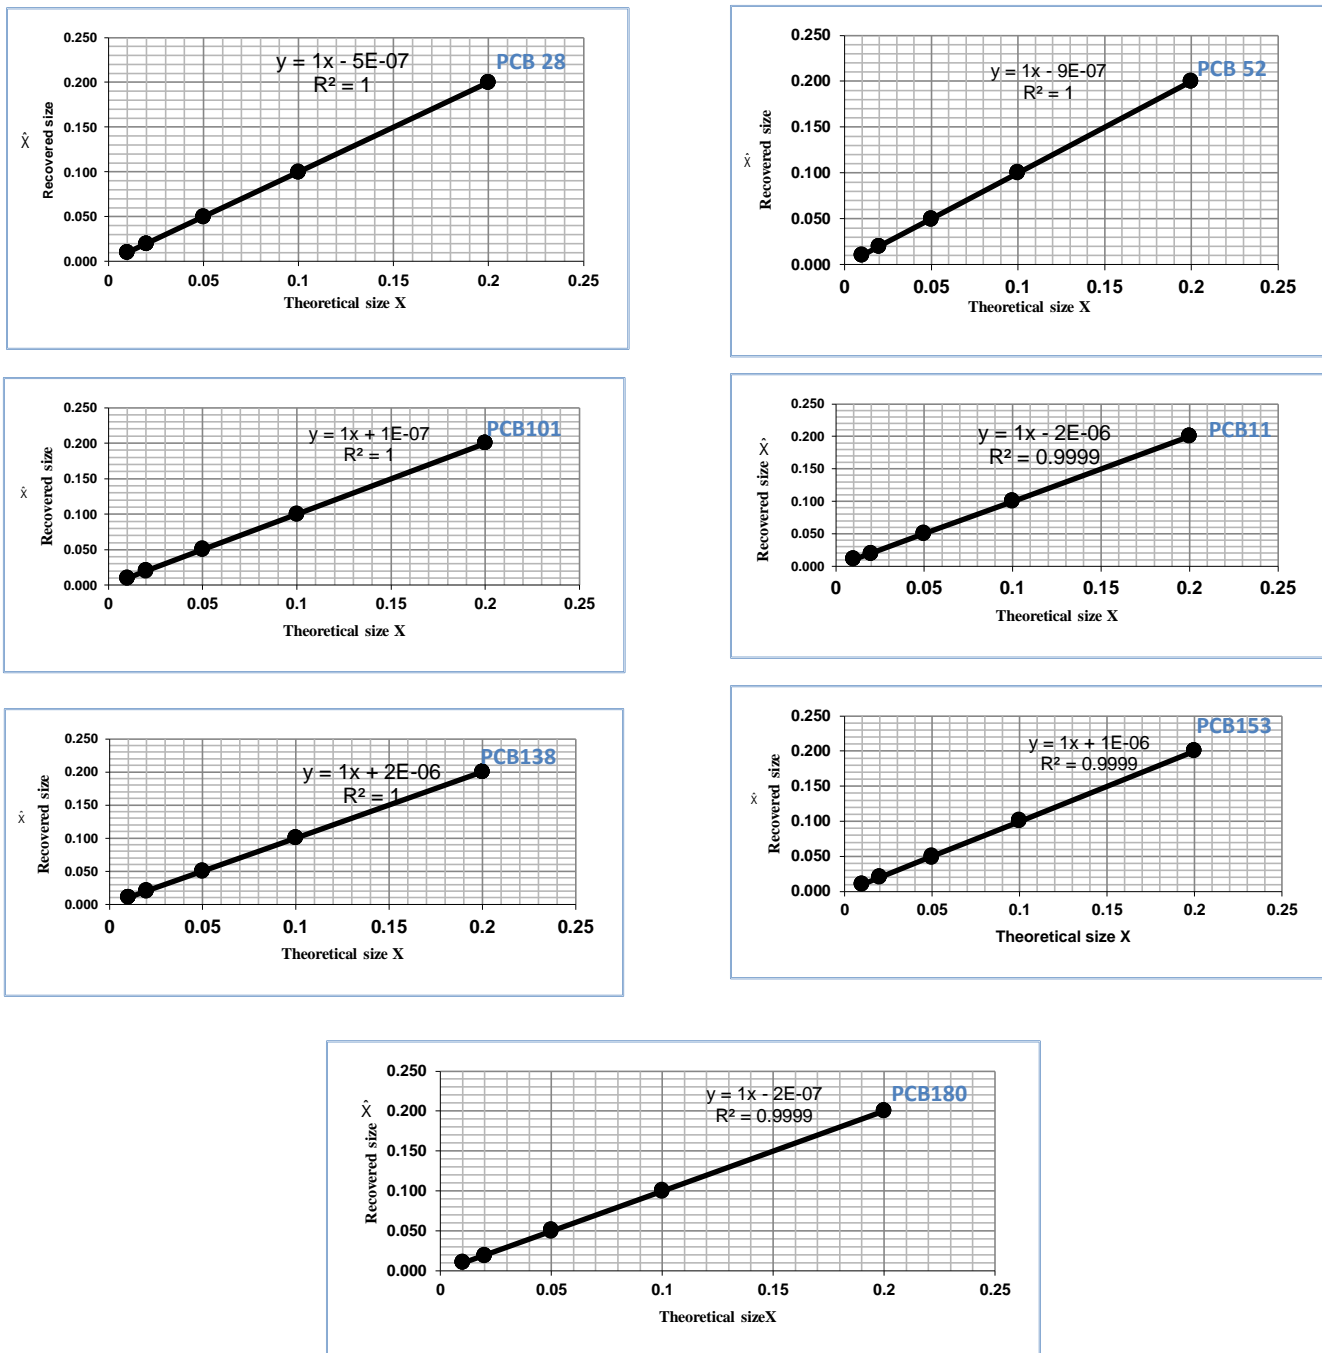 0.250
0.200
0.150
0.100
0.050
0.000
X̂
Recovered size
y = 1x - 5E-07
R² = 1
PCB 28
0 0.05 0.1 0.15 0.2 0.25
Theoretical size X
0.250
0.200
0.150
0.100
0.050
0.000
X̂
Recovered size
y = 1x - 9E-07
R² = 1
PCB 52
0 0.05 0.1 0.15 0.2 0.25
Theoretical size X
0.250
0.200
0.150
0.100
0.050
0.000
X̂
Recovered size
y = 1x + 1E-07
R² = 1
PCB101
0 0.05 0.1 0.15 0.2 0.25
Theoretical size X
0.250
0.200
0.150
0.100
0.050
0.000
Recovered size X̂
y = 1x - 2E-06
R² = 0.9999
PCB11
0 0.05 0.1 0.15 0.2 0.25
Theoretical size X
0.250
0.200
0.150
0.100
0.050
0.000
X̂
Recovered size
y = 1x + 2E-06
R² = 1
PCB138
0 0.05 0.1 0.15 0.2 0.25
Theoretical size X
0.250
0.200
0.150
0.100
0.050
0.000
X̂
Recovered size
y = 1x + 1E-06
R² = 0.9999
PCB153
0 0.05 0.1 0.15 0.2 0.25
Theoretical size X
0.250
0.200
0.150
0.100
0.050
0.000
Recovered size X̂
y = 1x - 2E-07
R² = 0.9999
PCB180
0 0.05 0.1 0.15 0.2 0.25
Theoretical sizeX